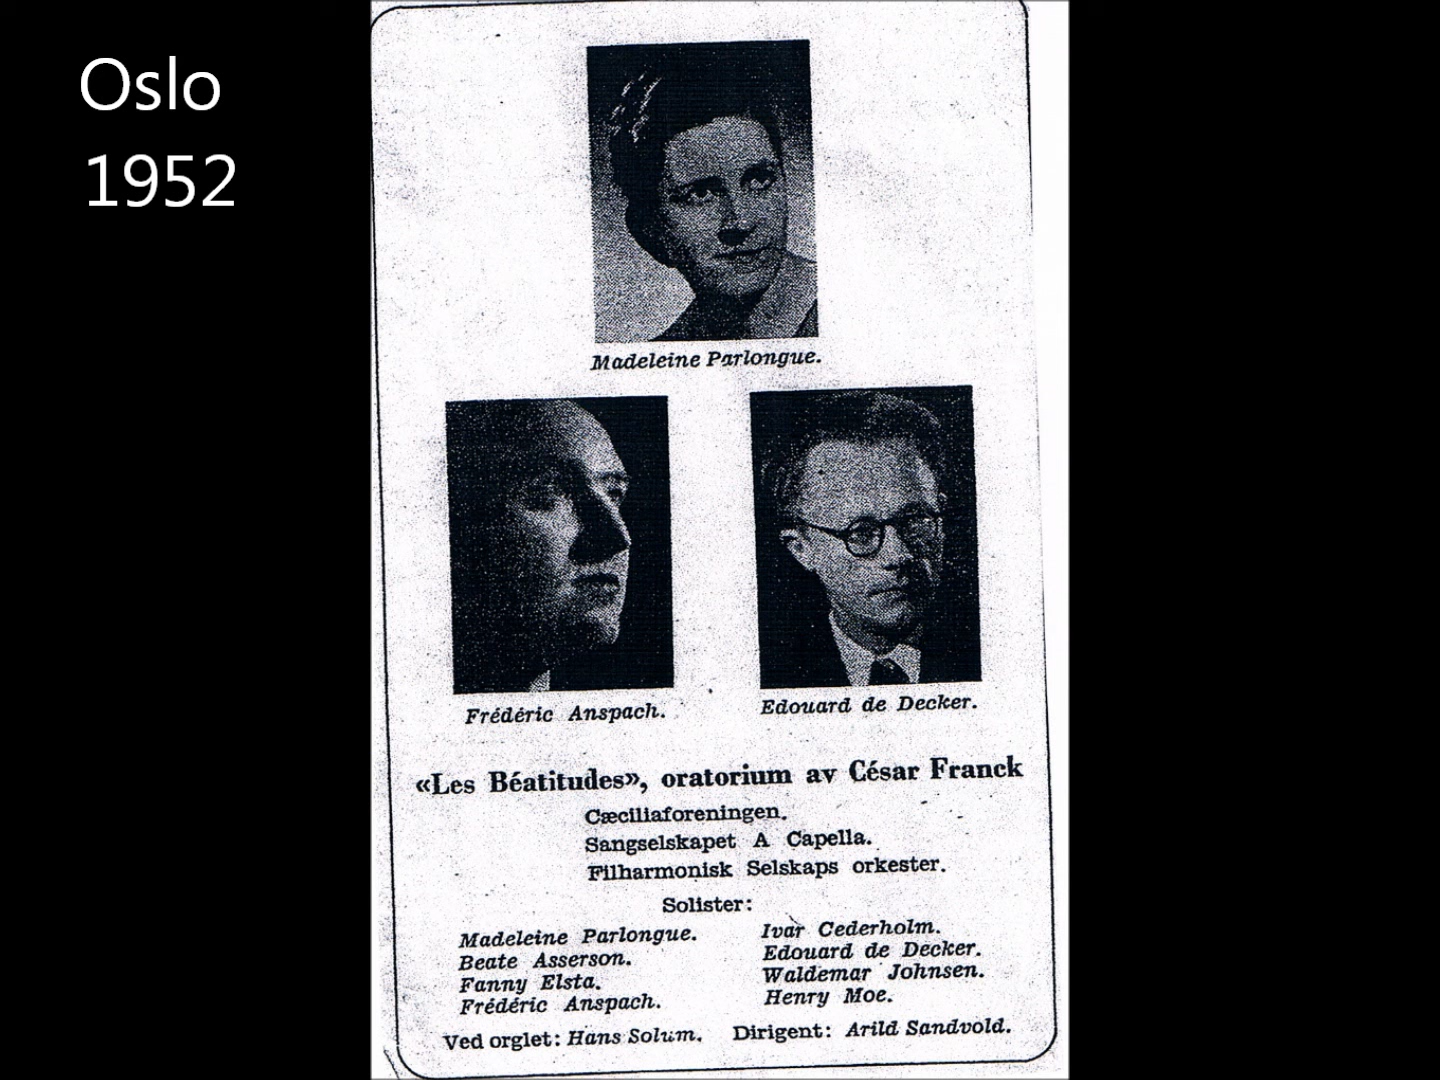 Oslo
1952
Madeleine Parlongue.
Frédéric Anspach.
Edouard de Decker.
«Les Béatitudes», oratorium av César Franck
Cæciliaforeningen.
Sangselskapet A Capella.
Filharmonisk Selskaps orkester.
Solister:
Madeleine Parlongue.
Beate Asserson.
Fanny Elsta.
Frédéric Anspach.
Ivar Cederholm.
Edouard de Decker.
Waldemar Johnsen.
Henry Moe.
Ved orglet: Hans Solum. Dirigent: Arild Sandvold.